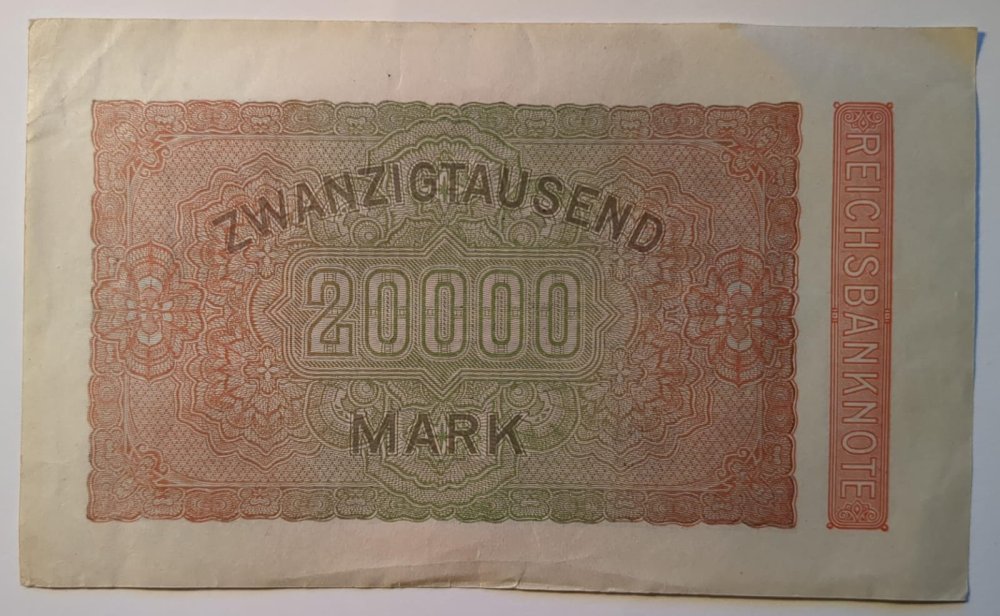 ZWANZIGTAUSEND
20000
MARK
REICHSBANKNOTE